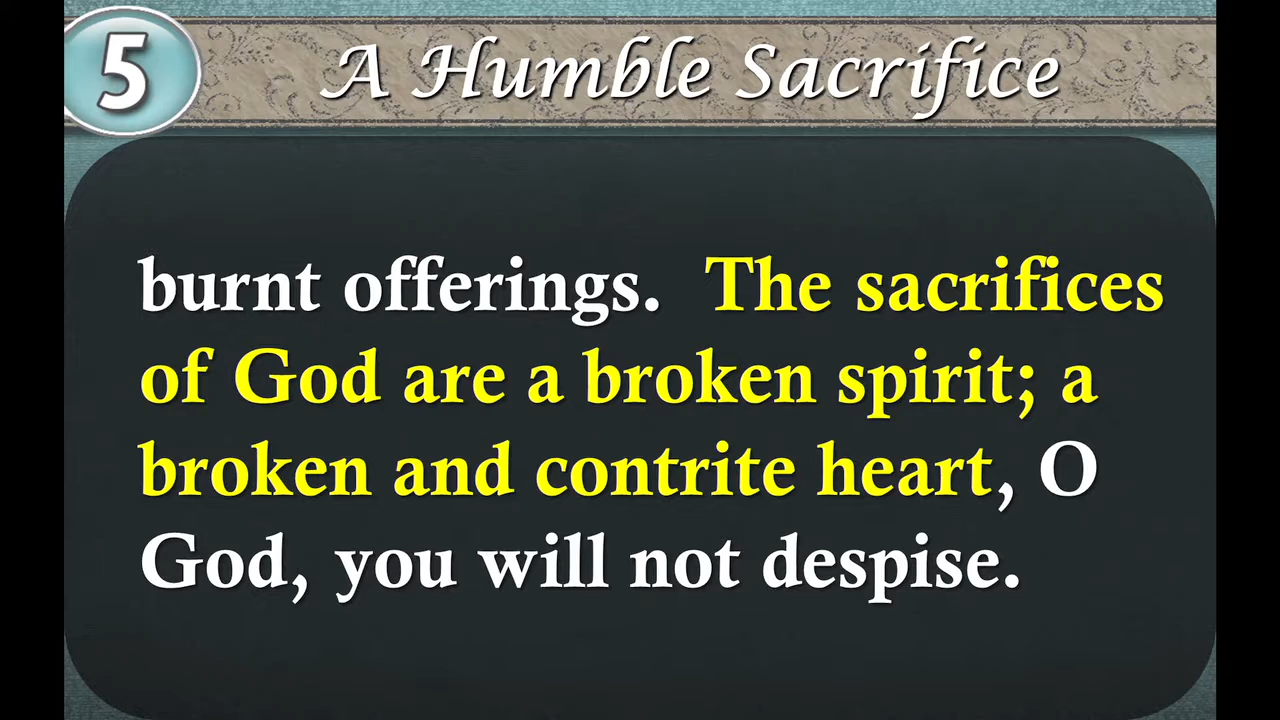 5
A Humble Sacrifice
burnt offerings. The sacrifices
of God are a broken spirit; a
broken and contrite heart, O
God, you will not despise.